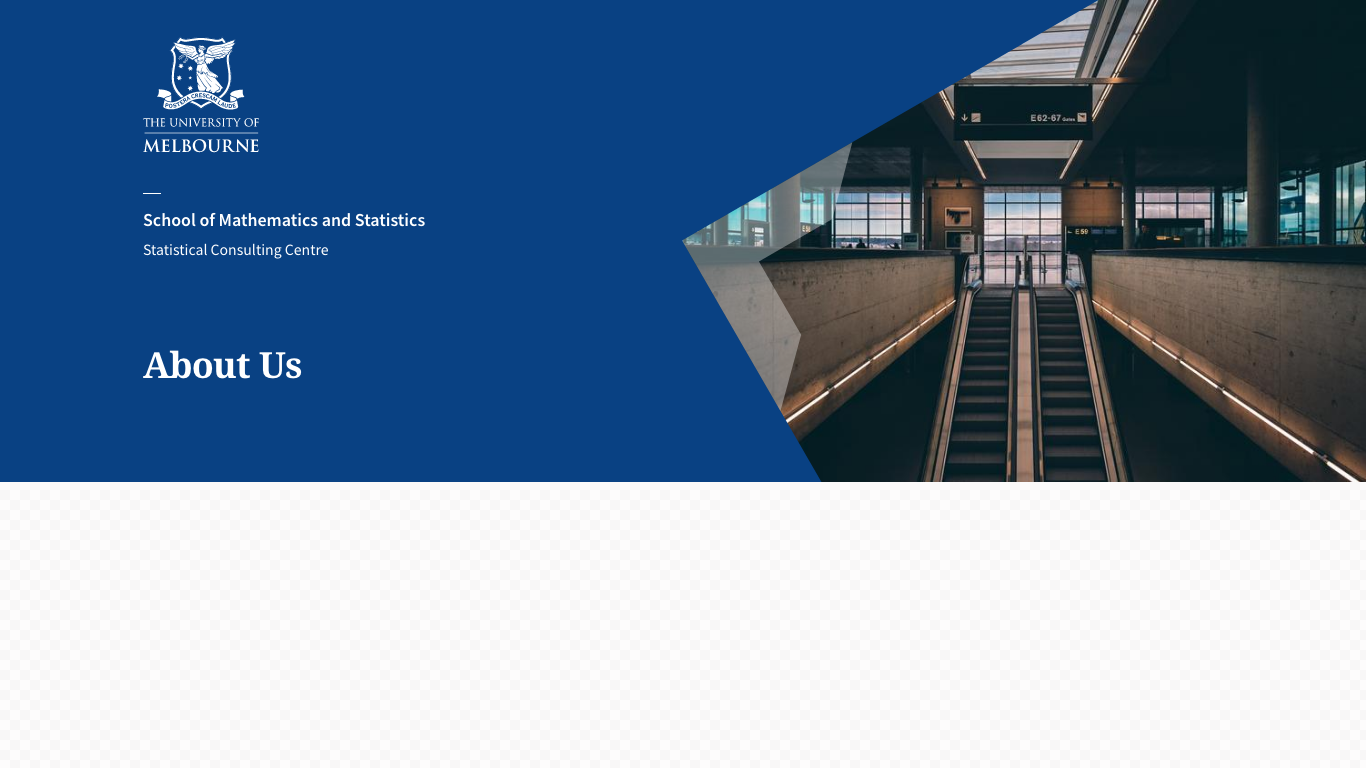 POSTERA CRESCAM LAUDE
THE UNIVERSITY OF
MELBOURNE
School of Mathematics and Statistics
Statistical Consulting Centre
About Us
E62-67 Gates
E59